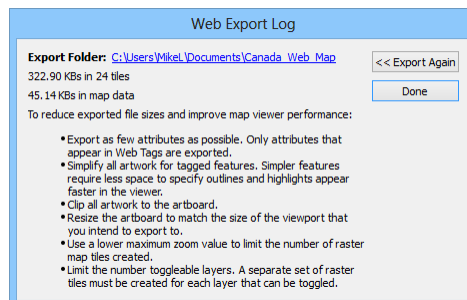 Web Export Log
Export Folder: C:\Users\MikeL\Documents\Canada_Web_Map
<< Export Again
322.90 KBs in 24 tiles
45.14 KBs in map data
Done
To reduce exported file sizes and improve map viewer performance:
• Export as few attributes as possible. Only attributes that
appear in Web Tags are exported.
• Simplify all artwork for tagged features. Simpler features
require less space to specify outlines and highlights appear
faster in the viewer.
• Clip all artwork to the artboard.
• Resize the artboard to match the size of the viewport that
you intend to export to.
• Use a lower maximum zoom value to limit the number of raster
map tiles created.
• Limit the number toggleable layers. A separate set of raster
tiles must be created for each layer that can be toggled.